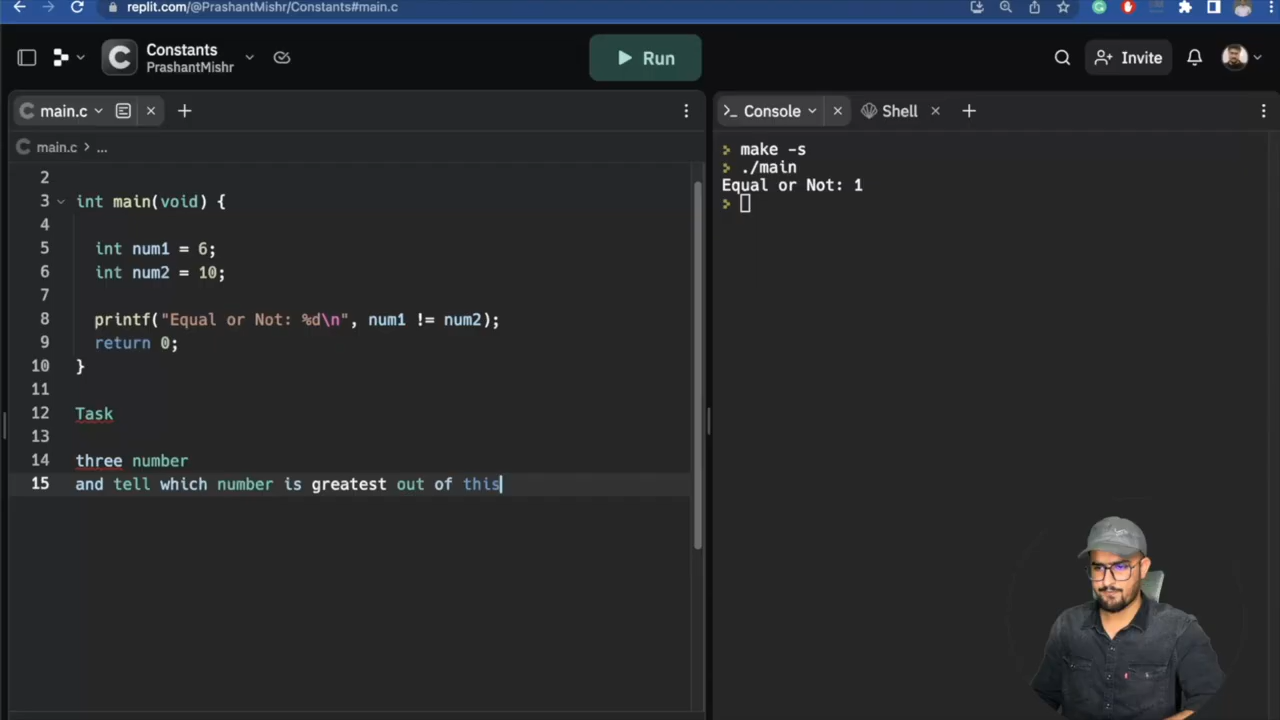 replit.com/@PrashantMishr/Constants#main.c
Constants
PrashantMishr
Run
Invite
main.c
main.c > ...
2
3 int main(void) {
4
5 int num1 = 6;
6 int num2 = 10;
7
8 printf("Equal or Not: %d\n", num1 != num2);
9 return 0;
10 }
11
12 Task
13
14 three number
15 and tell which number is greatest out of this
>_ Console
Shell
> make -s
> ./main
Equal or Not: 1
>